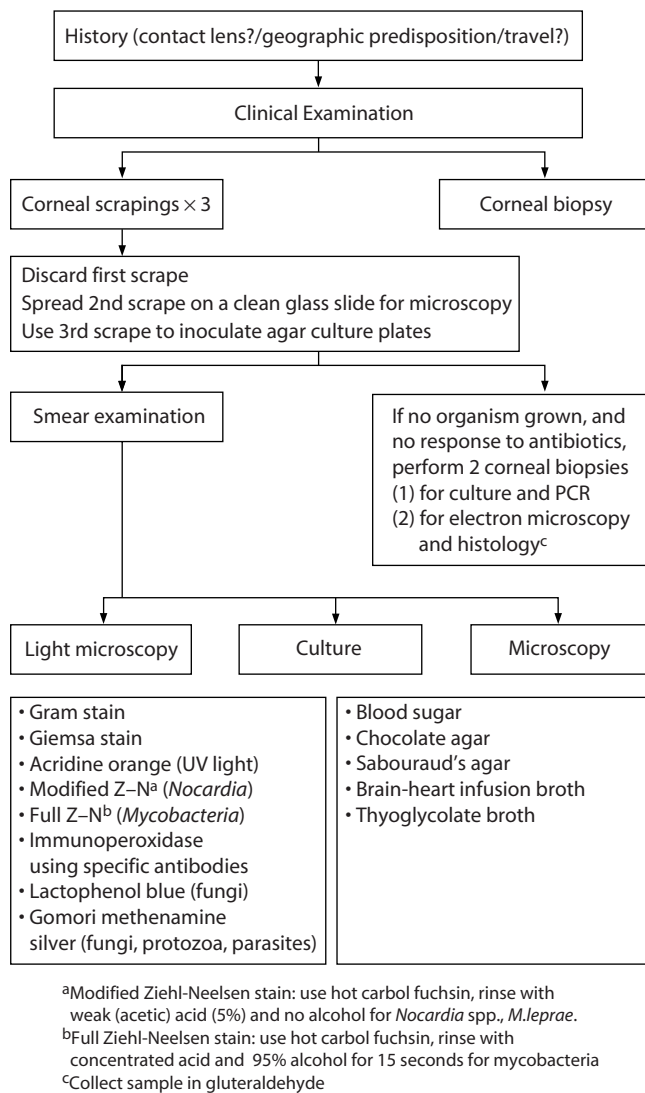 History (contact lens?/geographic predisposition/travel?)
Clinical Examination
Corneal scrapings × 3
Corneal biopsy
Discard first scrape
Spread 2nd scrape on a clean glass slide for microscopy
Use 3rd scrape to inoculate agar culture plates
Smear examination
If no organism grown, and
no response to antibiotics,
perform 2 corneal biopsies
(1) for culture and PCR
(2) for electron microscopy
and histologyᶜ
Light microscopy
Culture
Microscopy
• Gram stain
• Giemsa stain
• Acridine orange (UV light)
• Modified Z–Nᵃ (Nocardia)
• Full Z–Nᵇ (Mycobacteria)
• Immunoperoxidase
using specific antibodies
• Lactophenol blue (fungi)
• Gomori methenamine
silver (fungi, protozoa, parasites)
• Blood sugar
• Chocolate agar
• Sabouraud's agar
• Brain-heart infusion broth
• Thyoglycolate broth
ᵃModified Ziehl-Neelsen stain: use hot carbol fuchsin, rinse with
weak (acetic) acid (5%) and no alcohol for Nocardia spp., M.leprae.
ᵇFull Ziehl-Neelsen stain: use hot carbol fuchsin, rinse with
concentrated acid and 95% alcohol for 15 seconds for mycobacteria
ᶜCollect sample in gluteraldehyde